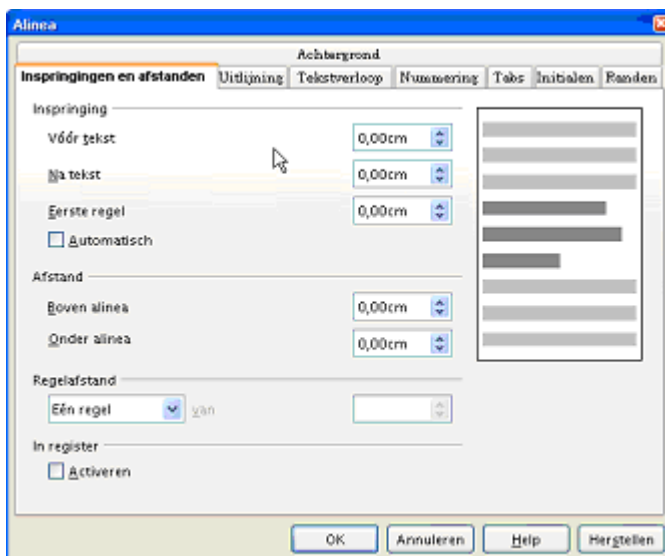 Alinea
Achtergrond
Inspringingen en afstanden Uitlijning Tekstverloop Nummering Tabs Initialen Randen
Inspringing
Vóór tekst 0,00cm
Na tekst 0,00cm
Eerste regel 0,00cm
Automatisch
Afstand
Boven alinea 0,00cm
Onder alinea 0,00cm
Regelafstand
Eén regel van
In register
Activeren
OK Annuleren Help Herstellen